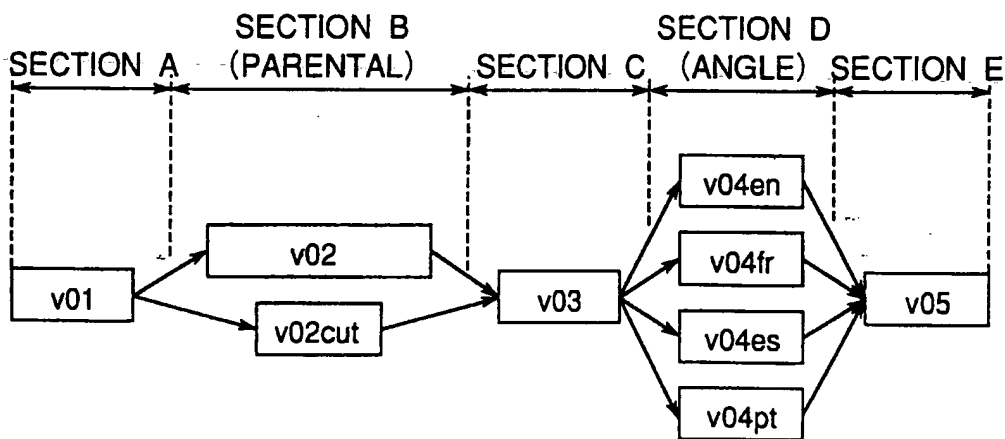 SECTION A
SECTION B
(PARENTAL)
SECTION C
SECTION D
(ANGLE)
SECTION E
v01
v02
v02cut
v03
v04en
v04fr
v04es
v04pt
v05